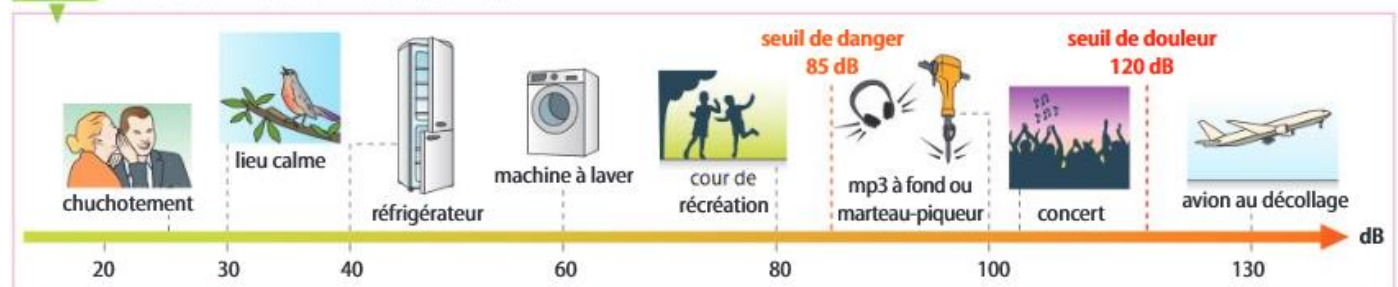 seuil de danger
85 dB
seuil de douleur
120 dB
chuchotement
lieu calme
réfrigérateur
machine à laver
cour de
récréation
mp3 à fond ou
marteau-piqueur
concert
avion au décollage
dB
20 30 40 60 80 100 130